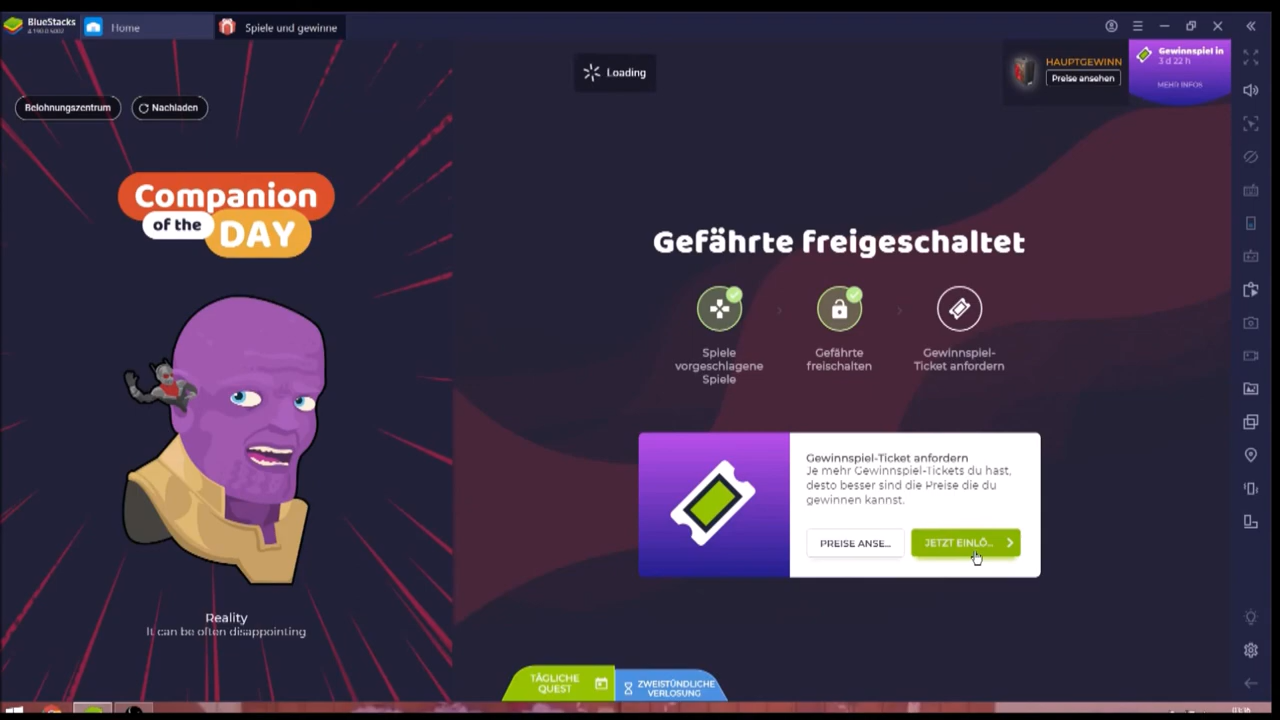 BlueStacks
Home
Spiele und gewinne
Loading
HAUPTGEWINN
Preise ansehen
Gewinnspiel in
3 d 22 h
MEHR INFOS
Belohnungszentrum
Nachladen
Companion
of the
DAY
Gefährte freigeschaltet
Spiele
vorgeschlagene
Spiele
Gefährte
freischalten
Gewinnspiel-
Ticket anfordern
Gewinnspiel-Ticket anfordern
Je mehr Gewinnspiel-Tickets du hast,
desto besser sind die Preise die du
gewinnen kannst.
PREISE ANSE...
JETZT EINLÖ...
Reality
It can be often disappointing
TÄGLICHE
QUEST
ZWEISTÜNDLICHE
VERLOSUNG